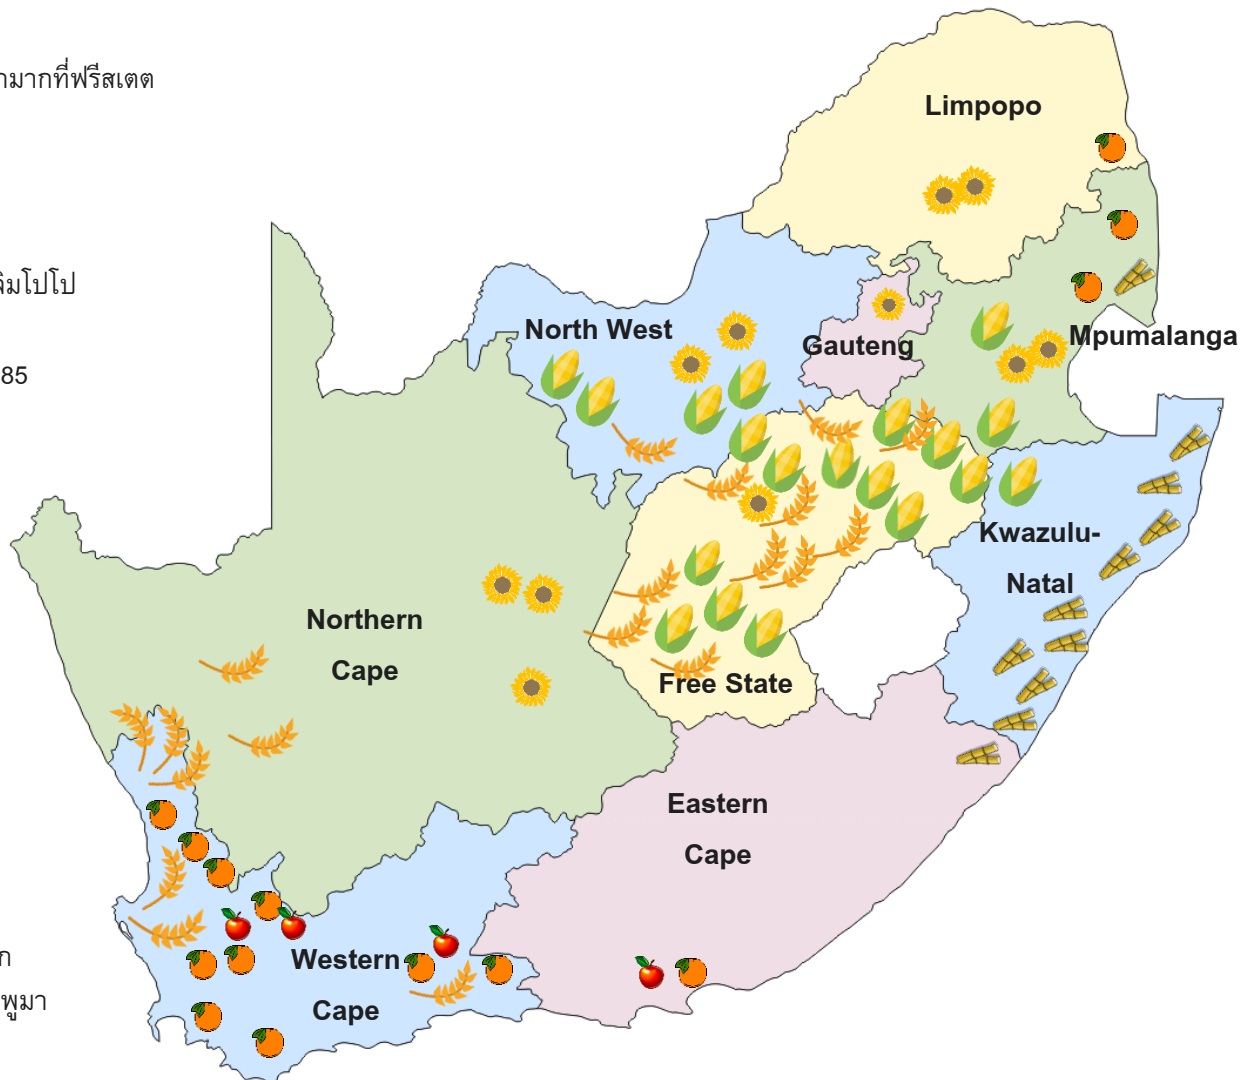 ามากที่ฟรีสเตต
Limpopo
ลิมโปโป
North West
Gauteng
Mpumalanga
85
Kwazulu-
Natal
Northern
Cape
Free State
Eastern
Cape
Western
Cape
ก
พูมา